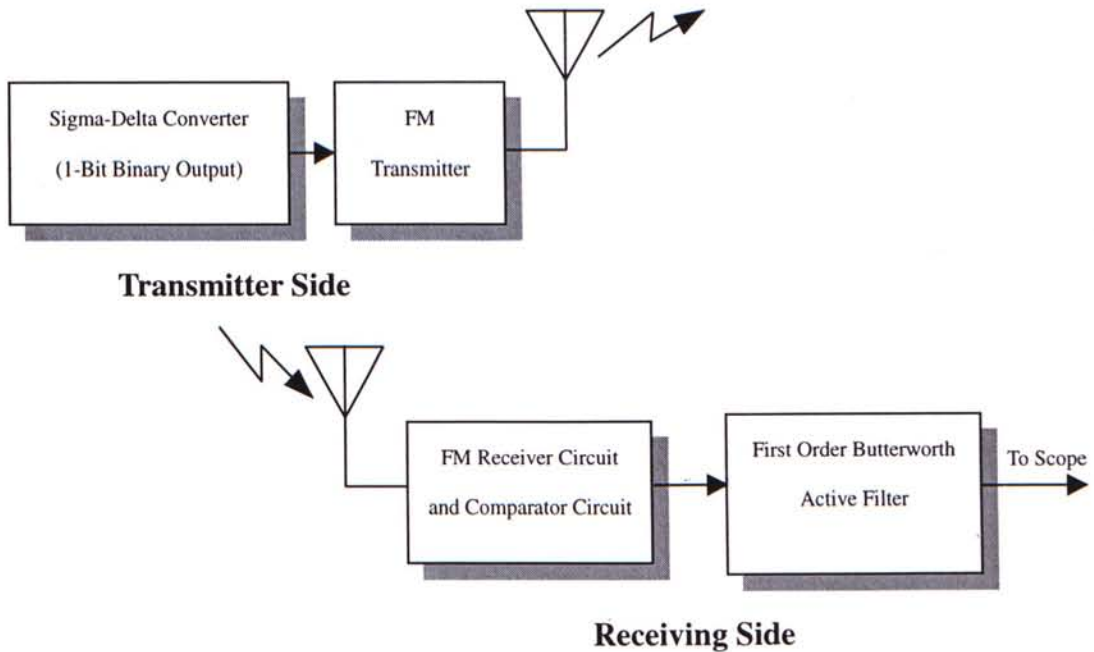 Sigma-Delta Converter
(1-Bit Binary Output)
FM
Transmitter
Transmitter Side
FM Receiver Circuit
and Comparator Circuit
First Order Butterworth
Active Filter
To Scope
Receiving Side